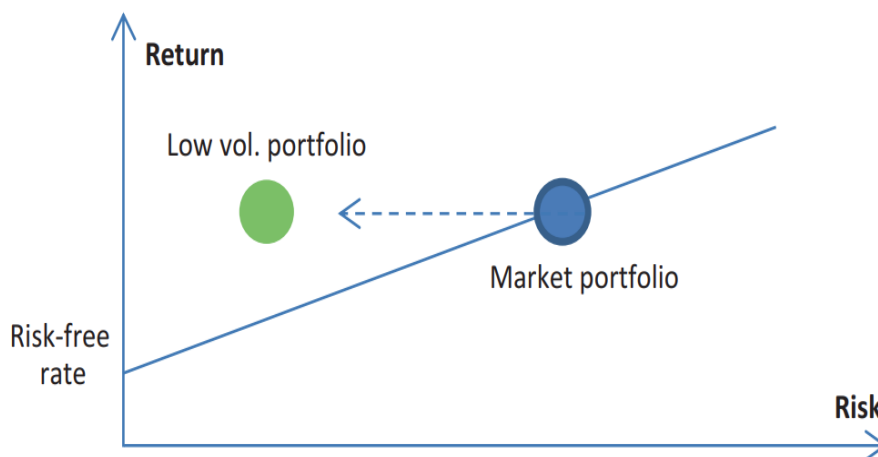 Return
Low vol. portfolio
Market portfolio
Risk-free
rate
Risk